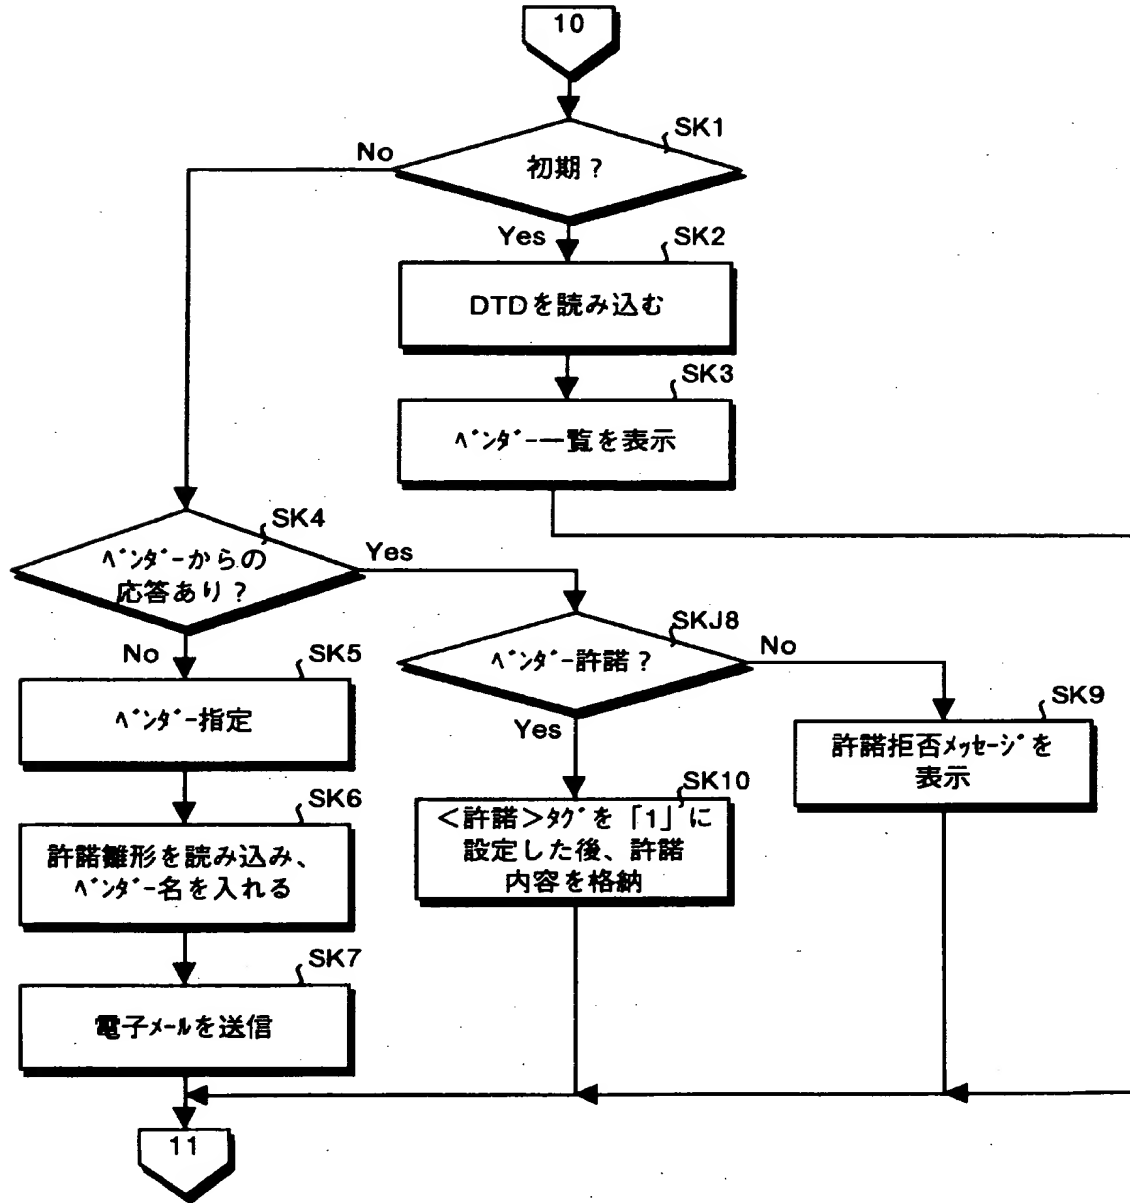 10
SK1
初期？
No
Yes
SK2
DTDを読み込む
SK3
ﾍﾞﾝﾀﾞｰ一覧を表示
SK4
ﾍﾞﾝﾀﾞｰからの
応答あり？
Yes
No
SKJ8
ﾍﾞﾝﾀﾞｰ許諾？
No
Yes
SK5
ﾍﾞﾝﾀﾞｰ指定
SK9
許諾拒否ﾒｯｾｰｼﾞを
表示
SK6
許諾雛形を読み込み、
ﾍﾞﾝﾀﾞｰ名を入れる
SK10
＜許諾＞ﾀｸﾞを「1」に
設定した後、許諾
内容を格納
SK7
電子ﾒｰﾙを送信
11